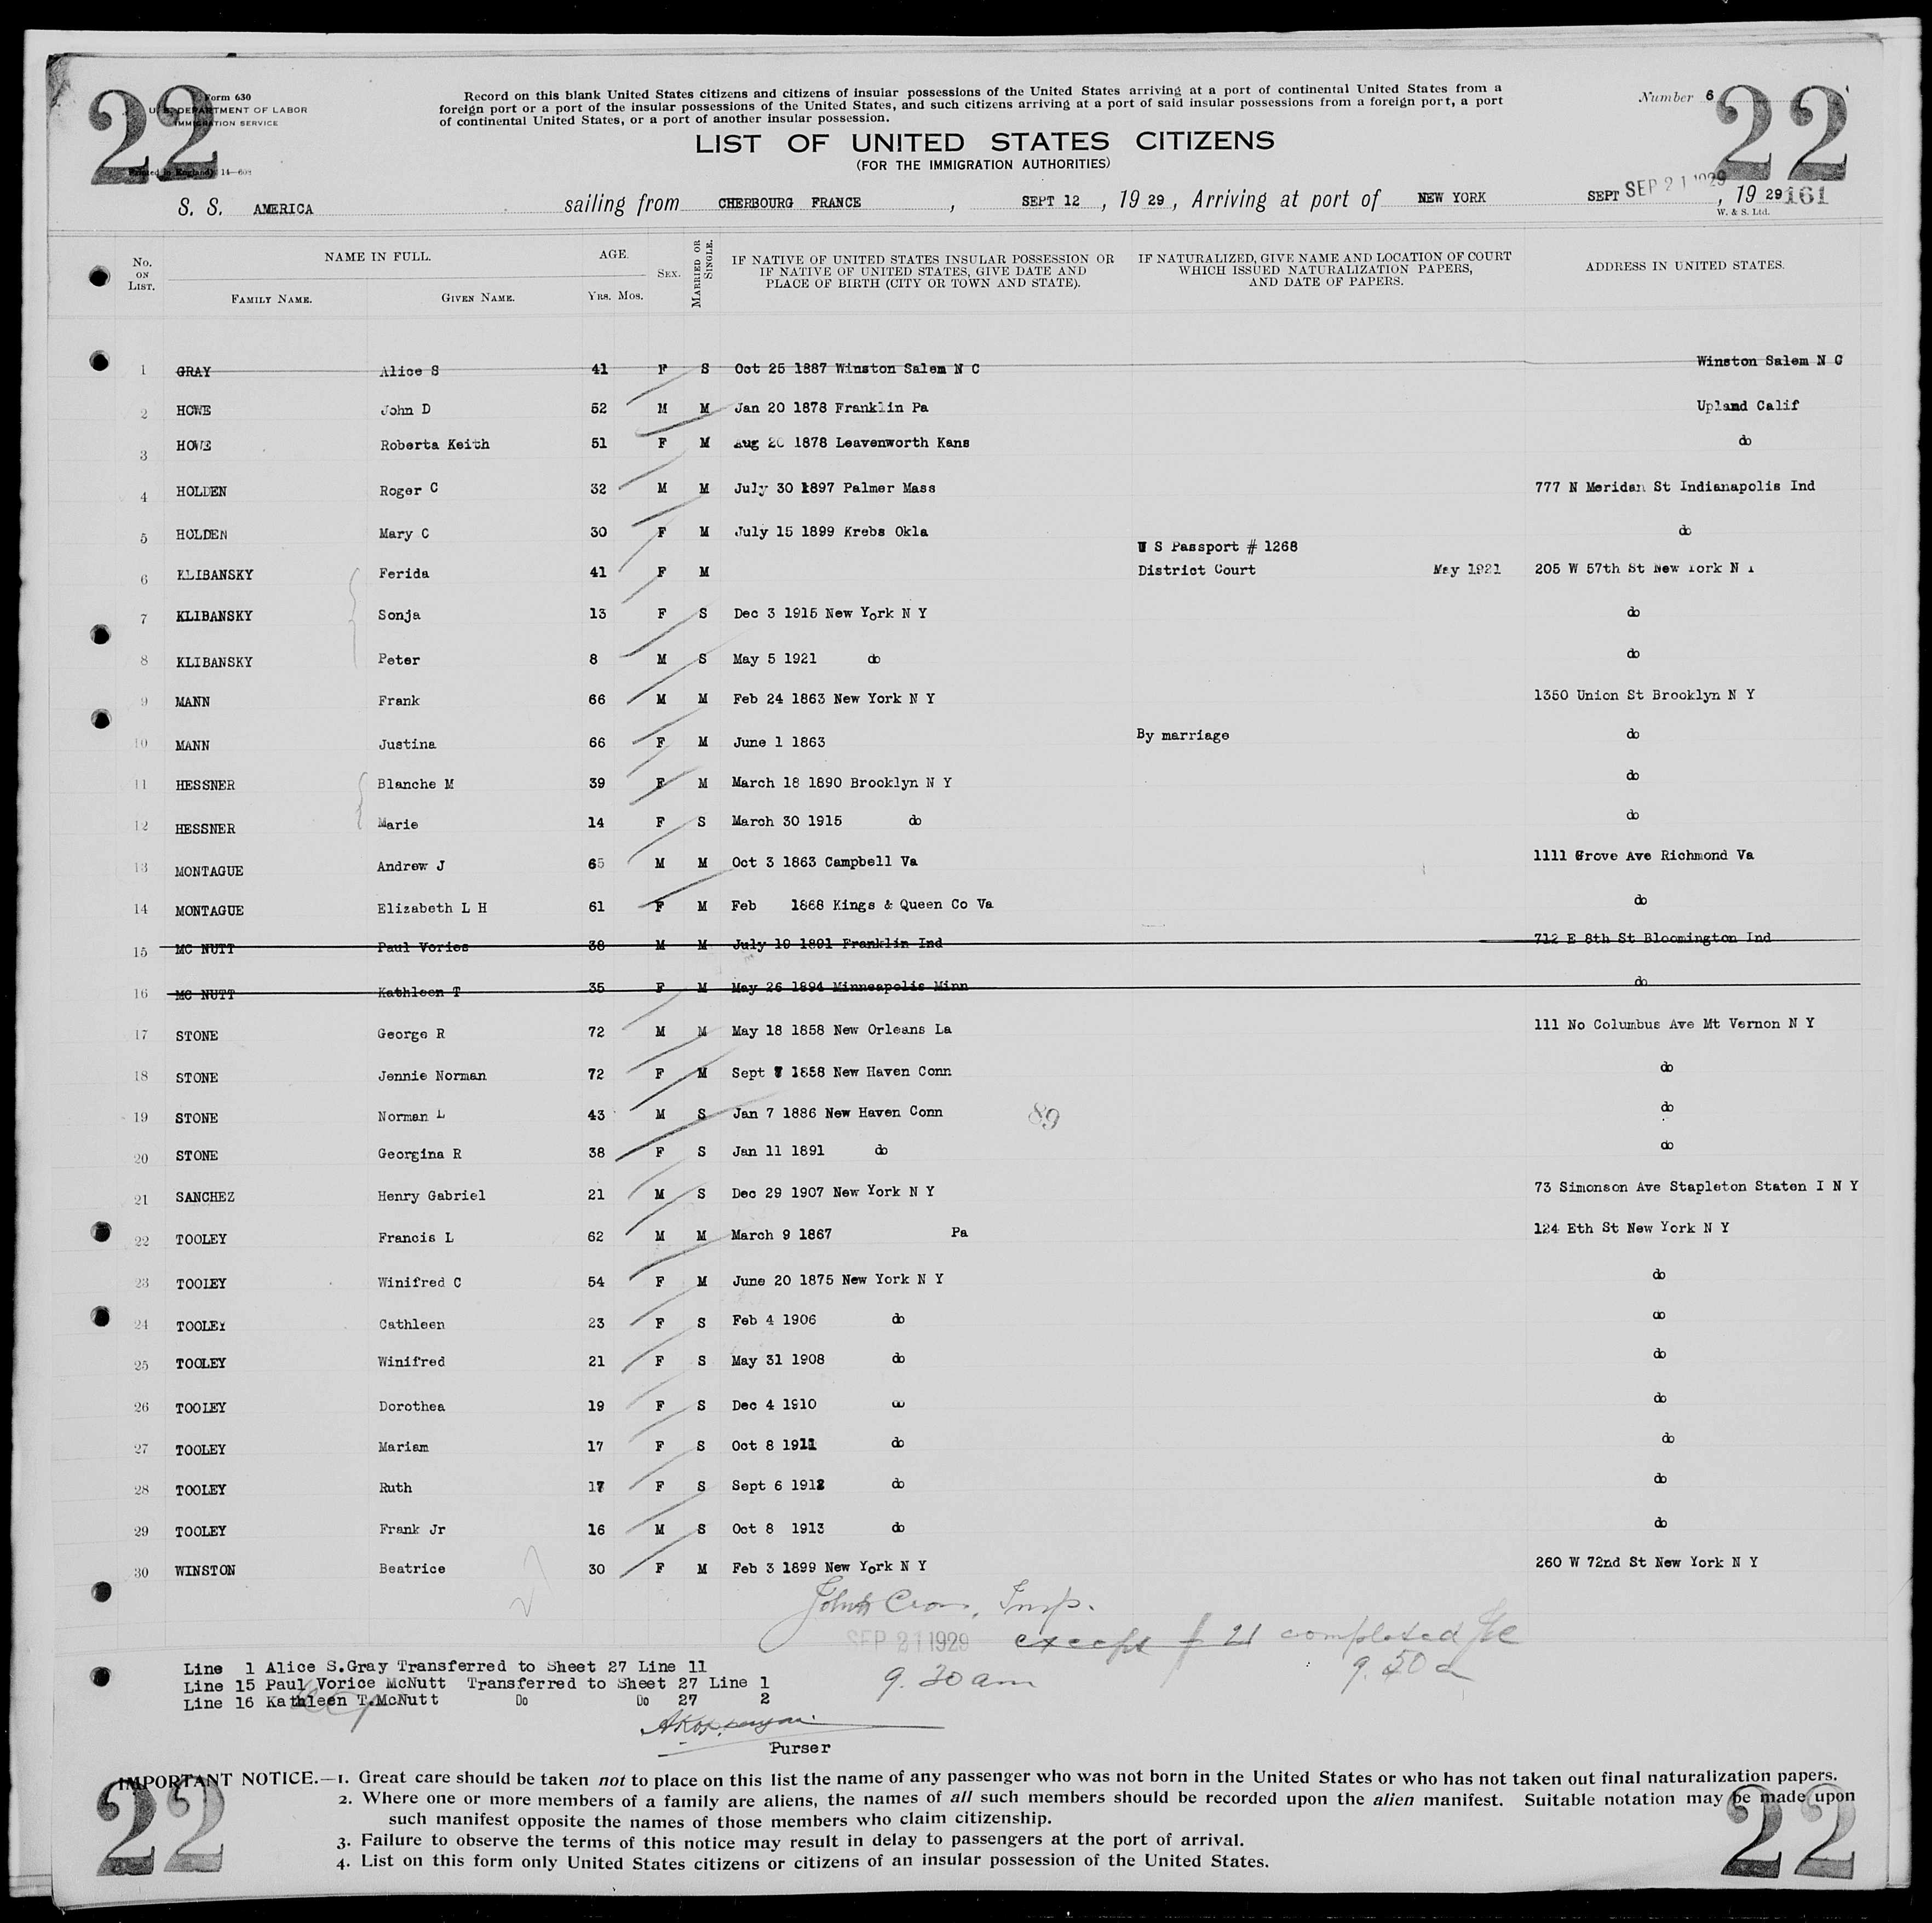 22
22
Form 630
U. S. DEPARTMENT OF LABOR
IMMIGRATION SERVICE
Printed in England) 14—602
Record on this blank United States citizens and citizens of insular possessions of the United States arriving at a port of continental United States from a
foreign port or a port of the insular possessions of the United States, and such citizens arriving at a port of said insular possessions from a foreign port, a port
of continental United States, or a port of another insular possession.
Number 6
LIST OF UNITED STATES CITIZENS
(FOR THE IMMIGRATION AUTHORITIES)
S. S. AMERICA sailing from CHERBOURG FRANCE , SEPT 12 , 19 29 , Arriving at port of NEW YORK SEPT SEP 21 1929 , 19 29 161
W. & S. Ltd.
No. ON LIST. NAME IN FULL. FAMILY NAME. GIVEN NAME. AGE. YRS. MOS. SEX. MARRIED OR SINGLE. IF NATIVE OF UNITED STATES INSULAR POSSESSION OR IF NATIVE OF UNITED STATES, GIVE DATE AND PLACE OF BIRTH (CITY OR TOWN AND STATE). IF NATURALIZED, GIVE NAME AND LOCATION OF COURT WHICH ISSUED NATURALIZATION PAPERS, AND DATE OF PAPERS. ADDRESS IN UNITED STATES.
1 GRAY Alice S 41 F S Oct 25 1887 Winston Salem N C Winston Salem N C
2 HOWE John D 52 M M Jan 20 1878 Franklin Pa Upland Calif
3 HOWE Roberta Keith 51 F M Aug 1878 Leavenworth Kans do
4 HOLDEN Roger C 32 M M July 30 1897 Palmer Mass 777 N Meridan St Indianapolis Ind
5 HOLDEN Mary C 30 F M July 15 1899 Krebs Okla do
U S Passport # 1268
6 KLIBANSKY Ferida 41 F M District Court May 1921 205 W 57th St New York N Y
7 KLIBANSKY Sonja 13 F S Dec 3 1915 New York N Y do
8 KLIBANSKY Peter 8 M S May 5 1921 do do
9 MANN Frank 66 M M Feb 24 1863 New York N Y 1350 Union St Brooklyn N Y
10 MANN Justina 66 F M June 1 1863 By marriage do
11 HESSNER Blanche M 39 F M March 18 1890 Brooklyn N Y do
12 HESSNER Marie 14 F S March 30 1915 do do
13 MONTAGUE Andrew J 65 M M Oct 3 1863 Campbell Va 1111 Grove Ave Richmond Va
14 MONTAGUE Elizabeth L H 61 F M Feb 1868 Kings & Queen Co Va do
15 MC NUTT Paul Vories 38 M M July 19 1891 Franklin Ind 712 E 8th St Bloomington Ind
16 MC NUTT Kathleen T 35 F M May 26 1894 Minneapolis Minn do
17 STONE George R 72 M M May 18 1858 New Orleans La 111 No Columbus Ave Mt Vernon N Y
18 STONE Jennie Norman 72 F M Sept 7 1858 New Haven Conn do
19 STONE Norman L 43 M S Jan 7 1886 New Haven Conn 89 do
20 STONE Georgina R 38 F S Jan 11 1891 do do
21 SANCHEZ Henry Gabriel 21 M S Dec 29 1907 New York N Y 73 Simonson Ave Stapleton Staten I N Y
22 TOOLEY Francis L 62 M M March 9 1867 Pa 124 Eth St New York N Y
23 TOOLEY Winifred C 54 F M June 20 1875 New York N Y do
24 TOOLEY Cathleen 23 F S Feb 4 1906 do do
25 TOOLEY Winifred 21 F S May 31 1908 do do
26 TOOLEY Dorothea 19 F S Dec 4 1910 do do
27 TOOLEY Mariam 17 F S Oct 8 1911 do do
28 TOOLEY Ruth 17 F S Sept 6 1912 do do
29 TOOLEY Frank Jr 16 M S Oct 8 1913 do do
30 WINSTON Beatrice 30 F M Feb 3 1899 New York N Y 260 W 72nd St New York N Y
Insp.
SEP 21 1929 except # 21 completed
9.30 am 9.50 a
Line 1 Alice S.Gray Transferred to Sheet 27 Line 11
Line 15 Paul Vorice McNutt Transferred to Sheet 27 Line 1
Line 16 Kathleen T.McNutt Do Do 27 2
Purser
IMPORTANT NOTICE.—1. Great care should be taken not to place on this list the name of any passenger who was not born in the United States or who has not taken out final naturalization papers.
2. Where one or more members of a family are aliens, the names of all such members should be recorded upon the alien manifest. Suitable notation may be made upon
such manifest opposite the names of those members who claim citizenship.
3. Failure to observe the terms of this notice may result in delay to passengers at the port of arrival.
4. List on this form only United States citizens or citizens of an insular possession of the United States.
22
22